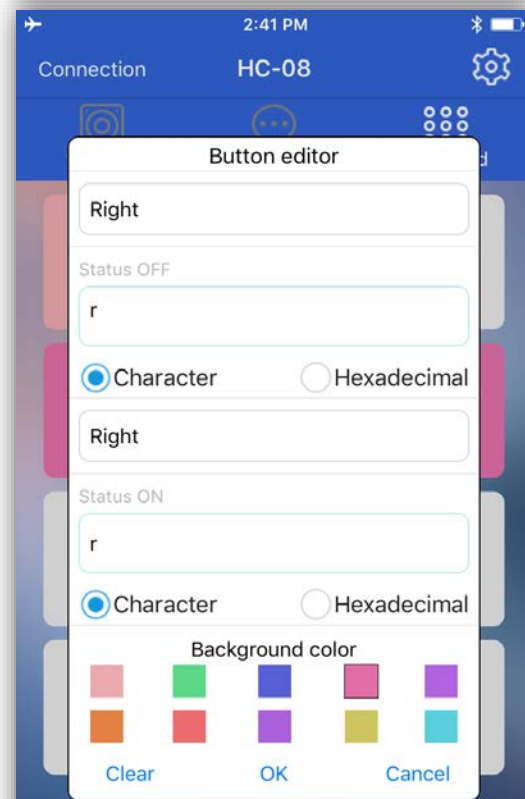 2:41 PM
Connection HC-08
Button editor
Right
Status OFF
r
Character Hexadecimal
Right
Status ON
r
Character Hexadecimal
Background color
Clear OK Cancel